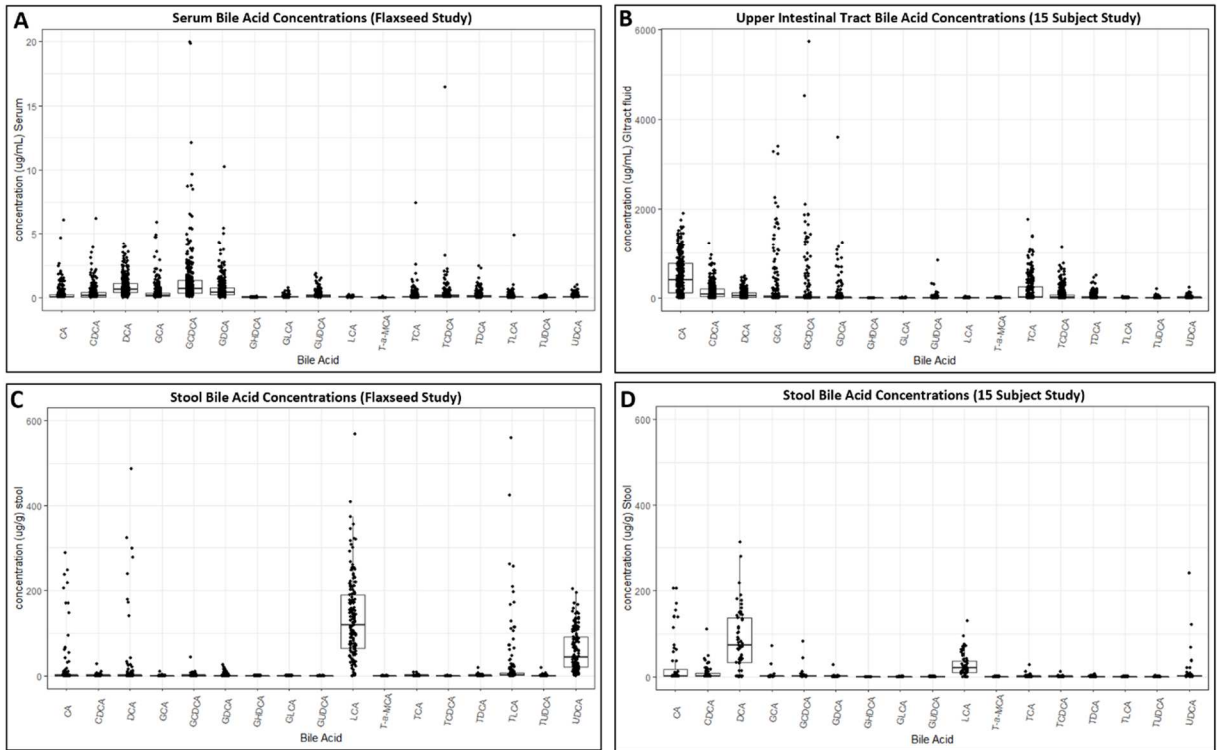 A
Serum Bile Acid Concentrations (Flaxseed Study)
concentration (ug/mL) Serum
20
15
10
5
0
CA CDCA DCA GCA GCDCA GDCA GHDCA GLCA GUDCA LCA T-a-MCA TCA TCDCA TDCA TLCA TUDCA UDCA
Bile Acid
B
Upper Intestinal Tract Bile Acid Concentrations (15 Subject Study)
concentration (ug/mL) GItract fluid
6000
4000
2000
0
CA CDCA DCA GCA GCDCA GDCA GHDCA GLCA GUDCA LCA T-a-MCA TCA TCDCA TDCA TLCA TUDCA UDCA
Bile Acid
C
Stool Bile Acid Concentrations (Flaxseed Study)
concentration (ug/g) stool
600
400
200
0
CA CDCA DCA GCA GCDCA GDCA GHDCA GLCA GUDCA LCA T-a-MCA TCA TCDCA TDCA TLCA TUDCA UDCA
Bile Acid
D
Stool Bile Acid Concentrations (15 Subject Study)
concentration (ug/g) Stool
600
400
200
0
CA CDCA DCA GCA GCDCA GDCA GHDCA GLCA GUDCA LCA T-a-MCA TCA TCDCA TDCA TLCA TUDCA UDCA
Bile Acid